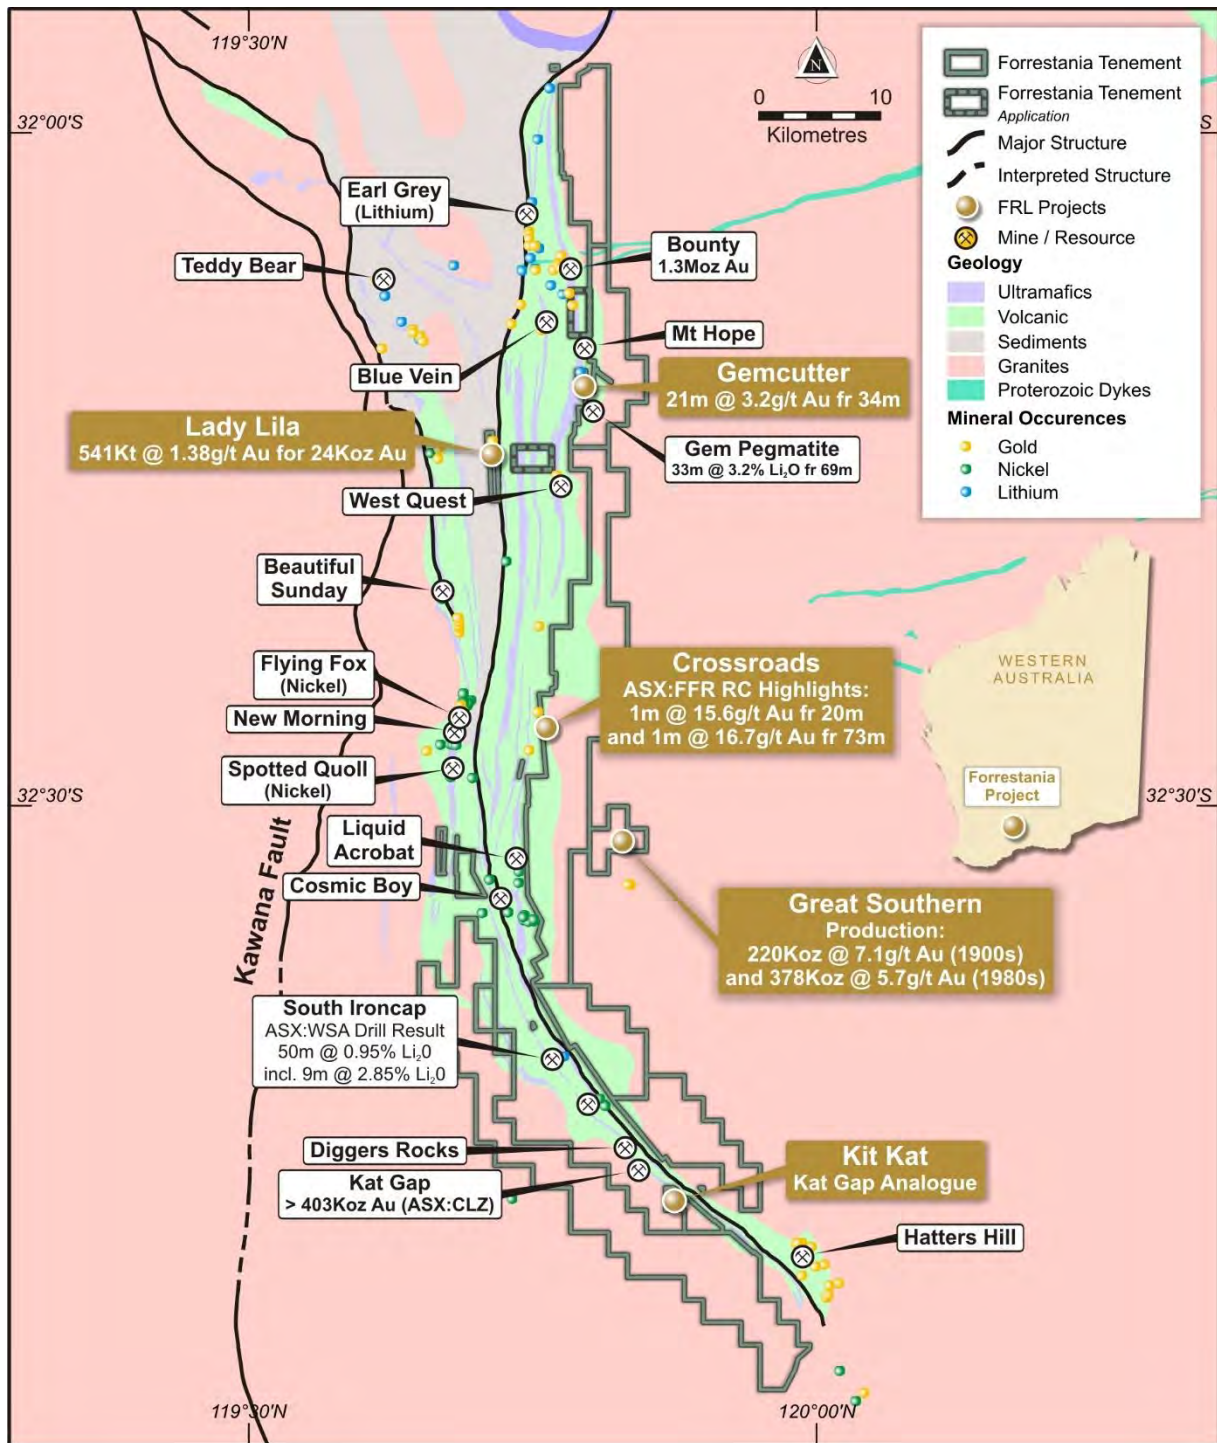 119°30'N
32°00'S
N
0 10
Kilometres
Forrestania Tenement
Forrestania Tenement
Application
Major Structure
Interpreted Structure
FRL Projects
Mine / Resource
Geology
Ultramafics
Volcanic
Sediments
Granites
Proterozoic Dykes
Mineral Occurences
Gold
Nickel
Lithium
S
Earl Grey
(Lithium)
Teddy Bear
Bounty
1.3Moz Au
Mt Hope
Blue Vein
Gemcutter
21m @ 3.2g/t Au fr 34m
Lady Lila
541Kt @ 1.38g/t Au for 24Koz Au
Gem Pegmatite
33m @ 3.2% Li₂O fr 69m
West Quest
Beautiful
Sunday
Flying Fox
(Nickel)
New Morning
Spotted Quoll
(Nickel)
Crossroads
ASX:FFR RC Highlights:
1m @ 15.6g/t Au fr 20m
and 1m @ 16.7g/t Au fr 73m
WESTERN
AUSTRALIA
Forrestania
Project
32°30'S
32°30'S
Kawana Fault
Liquid
Acrobat
Cosmic Boy
Great Southern
Production:
220Koz @ 7.1g/t Au (1900s)
and 378Koz @ 5.7g/t Au (1980s)
South Ironcap
ASX:WSA Drill Result
50m @ 0.95% Li₂0
incl. 9m @ 2.85% Li₂0
Diggers Rocks
Kat Gap
> 403Koz Au (ASX:CLZ)
Kit Kat
Kat Gap Analogue
Hatters Hill
119°30'N
120°00'N